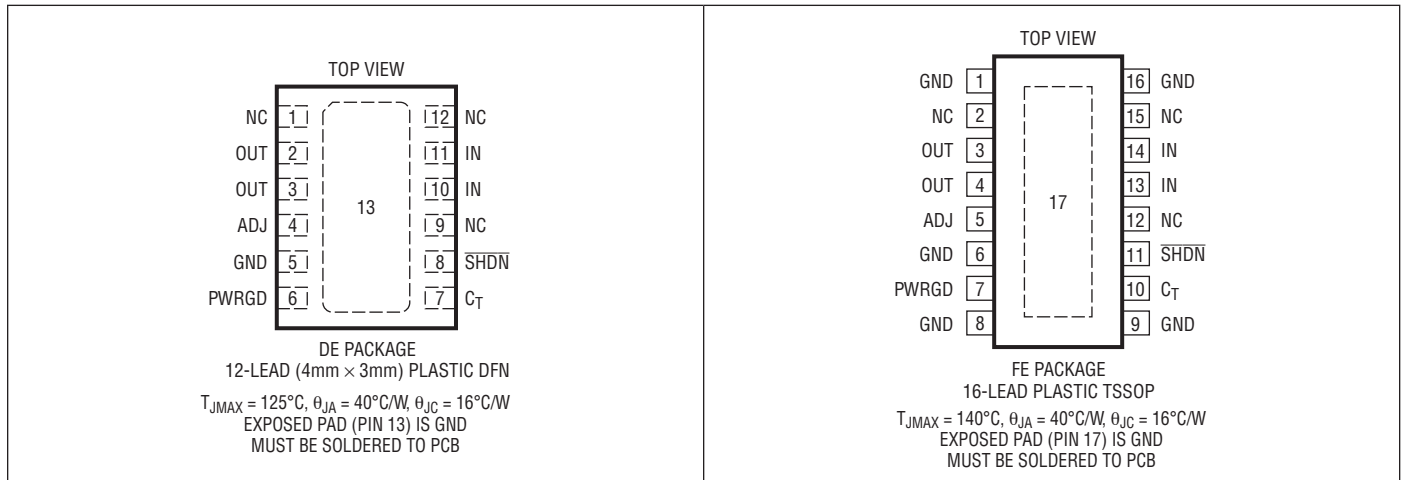 TOP VIEW
NC 1 12 NC
OUT 2 11 IN
OUT 3 10 IN
13
ADJ 4 9 NC
GND 5 8 SHDN
PWRGD 6 7 CT
DE PACKAGE
12-LEAD (4mm × 3mm) PLASTIC DFN
TJMAX = 125°C, θJA = 40°C/W, θJC = 16°C/W
EXPOSED PAD (PIN 13) IS GND
MUST BE SOLDERED TO PCB
TOP VIEW
GND 1 16 GND
NC 2 15 NC
OUT 3 14 IN
OUT 4 13 IN
17
ADJ 5 12 NC
GND 6 11 SHDN
PWRGD 7 10 CT
GND 8 9 GND
FE PACKAGE
16-LEAD PLASTIC TSSOP
TJMAX = 140°C, θJA = 40°C/W, θJC = 16°C/W
EXPOSED PAD (PIN 17) IS GND
MUST BE SOLDERED TO PCB